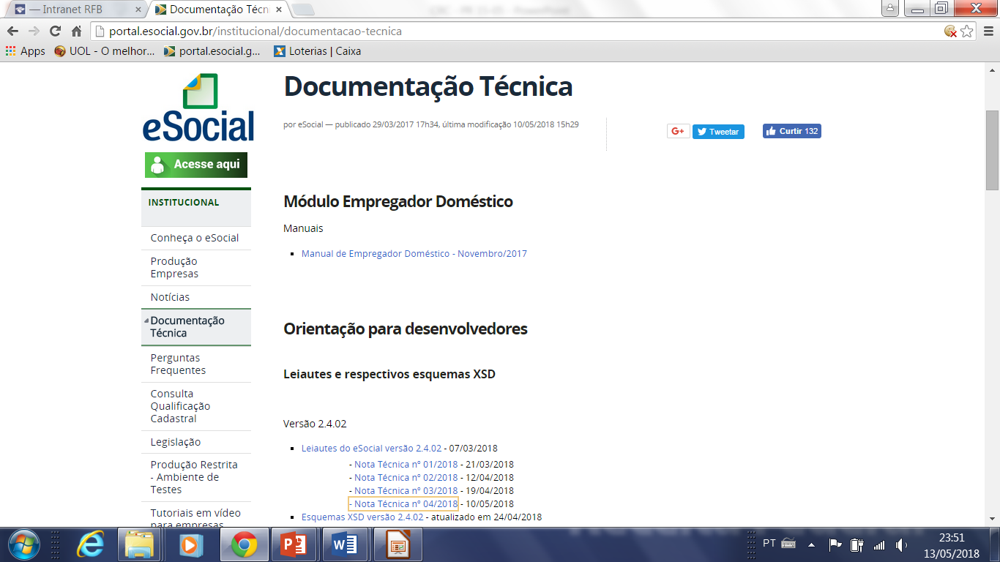 — Intranet RFB
Documentação Técn
portal.esocial.gov.br/institucional/documentacao-tecnica
Apps
UOL - O melhor...
portal.esocial.g...
Loterias | Caixa
eSocial
Acesse aqui
INSTITUCIONAL
Conheça o eSocial
Produção
Empresas
Notícias
Documentação
Técnica
Perguntas
Frequentes
Consulta
Qualificação
Cadastral
Legislação
Produção Restrita
- Ambiente de
Testes
Tutoriais em vídeo
para empresas
Documentação Técnica
por eSocial — publicado 29/03/2017 17h34, última modificação 10/05/2018 15h29
G+
Tweetar
Curtir 132
Módulo Empregador Doméstico
Manuais
Manual de Empregador Doméstico - Novembro/2017
Orientação para desenvolvedores
Leiautes e respectivos esquemas XSD
Versão 2.4.02
Leiautes do eSocial versão 2.4.02 - 07/03/2018
- Nota Técnica nº 01/2018 - 21/03/2018
- Nota Técnica nº 02/2018 - 12/04/2018
- Nota Técnica nº 03/2018 - 19/04/2018
- Nota Técnica nº 04/2018 - 10/05/2018
Esquemas XSD versão 2.4.02 - atualizado em 24/04/2018
PT
23:51
13/05/2018